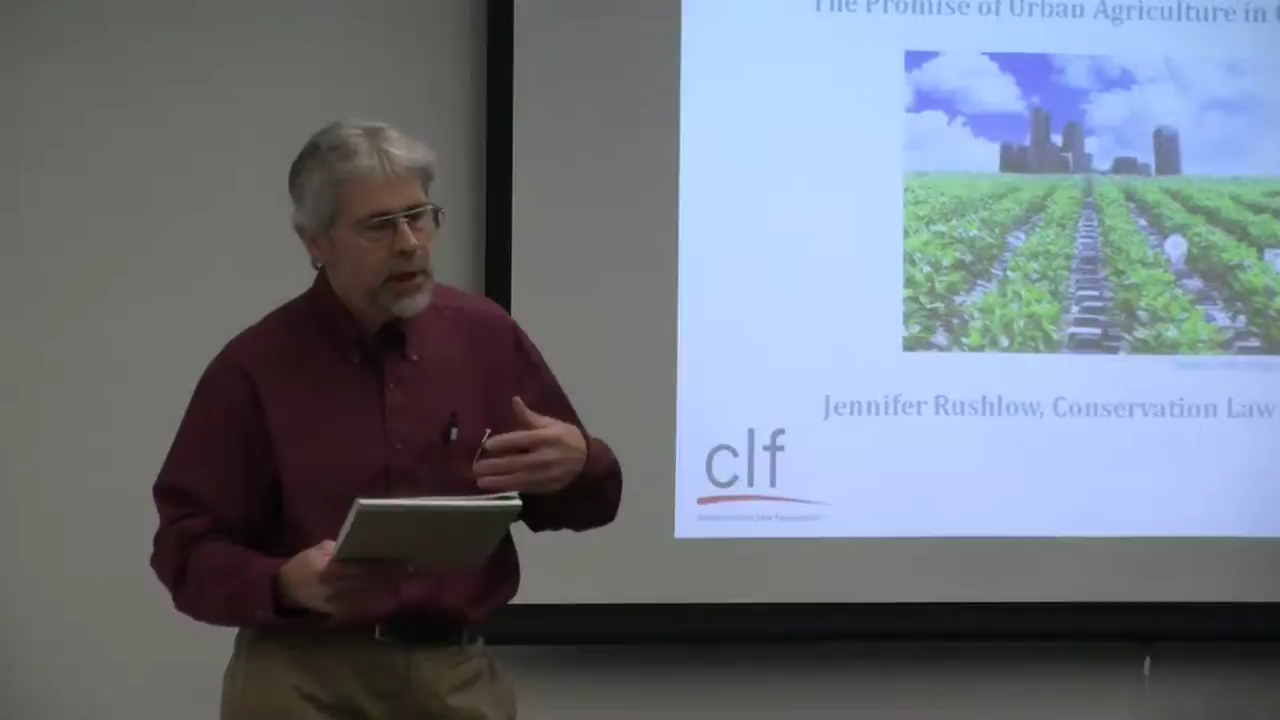 The Promise of Urban Agriculture in
Jennifer Rushlow, Conservation Law
clf